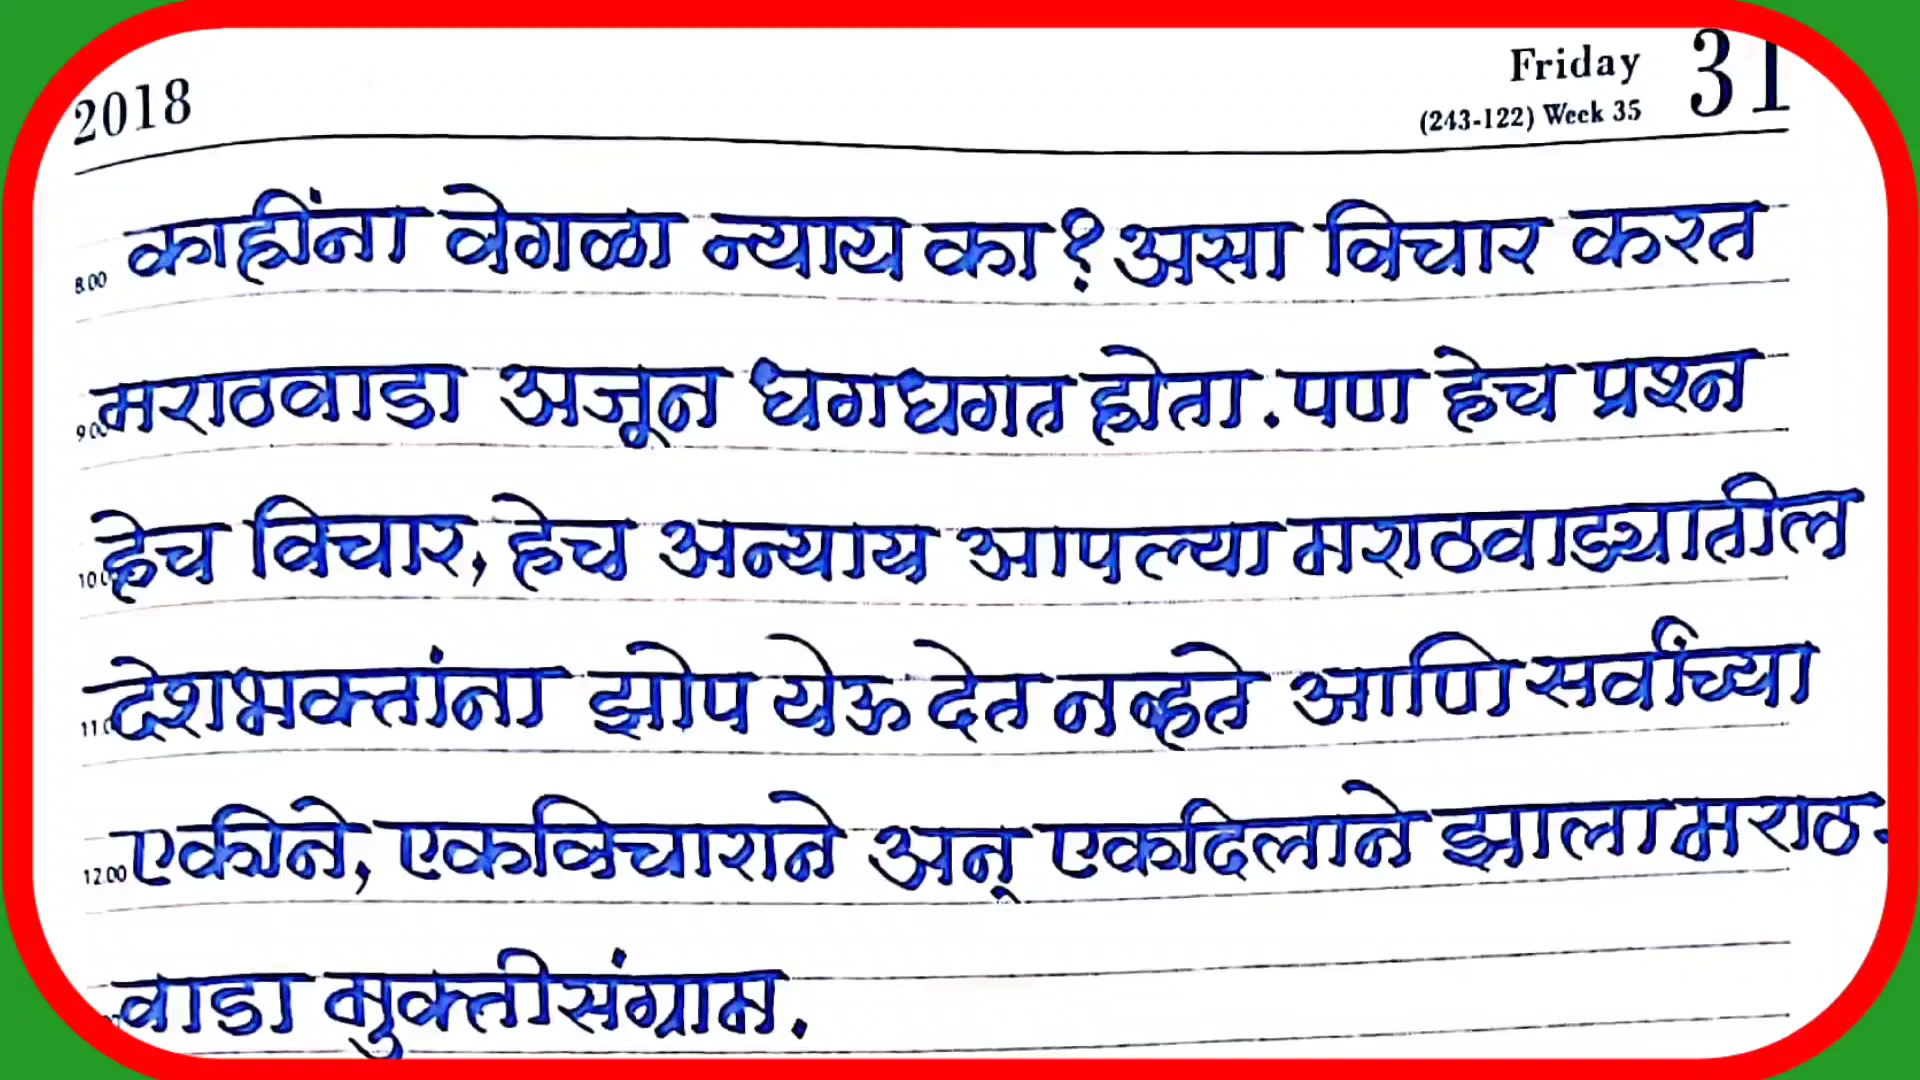 2018
Friday 31
(243-122) Week 35
8.00 काहींना वेगळा न्याय का? असा विचार करत
9.00 मराठवाडा अजून धगधगत होता. पण हेच प्रश्न
10.00 हेच विचार, हेच अन्याय आपल्या मराठवाड्यातील
11.00 देशभक्तांना झोप येऊ देत नव्हते आणि सर्वांच्या
12.00 एकीने, एकविचाराने अन् एकदिलाने झाला मराठ-
वाडा मुक्तीसंग्राम.